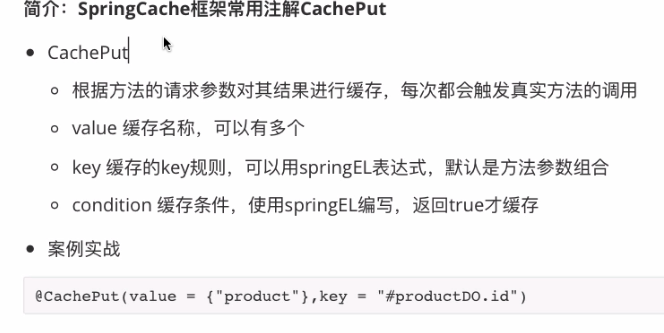 简介：SpringCache框架常用注解CachePut
CachePut
根据方法的请求参数对其结果进行缓存，每次都会触发真实方法的调用
value 缓存名称，可以有多个
key 缓存的key规则，可以用springEL表达式，默认是方法参数组合
condition 缓存条件，使用springEL编写，返回true才缓存
案例实战
@CachePut(value = {"product"},key = "#productDO.id")